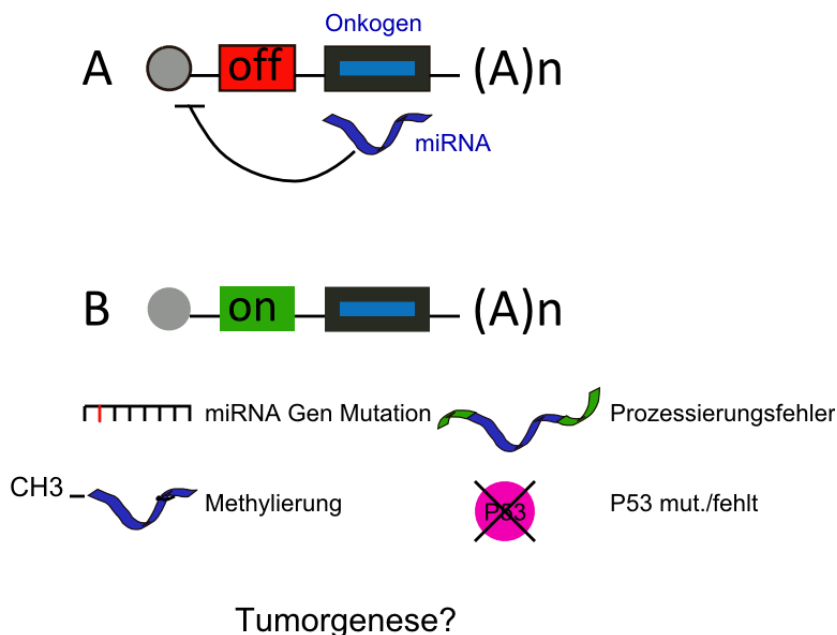 Onkogen
A off (A)n
miRNA
B on (A)n
miRNA Gen Mutation Prozessierungsfehler
CH3 Methylierung P53 P53 mut./fehlt
Tumorgenese?